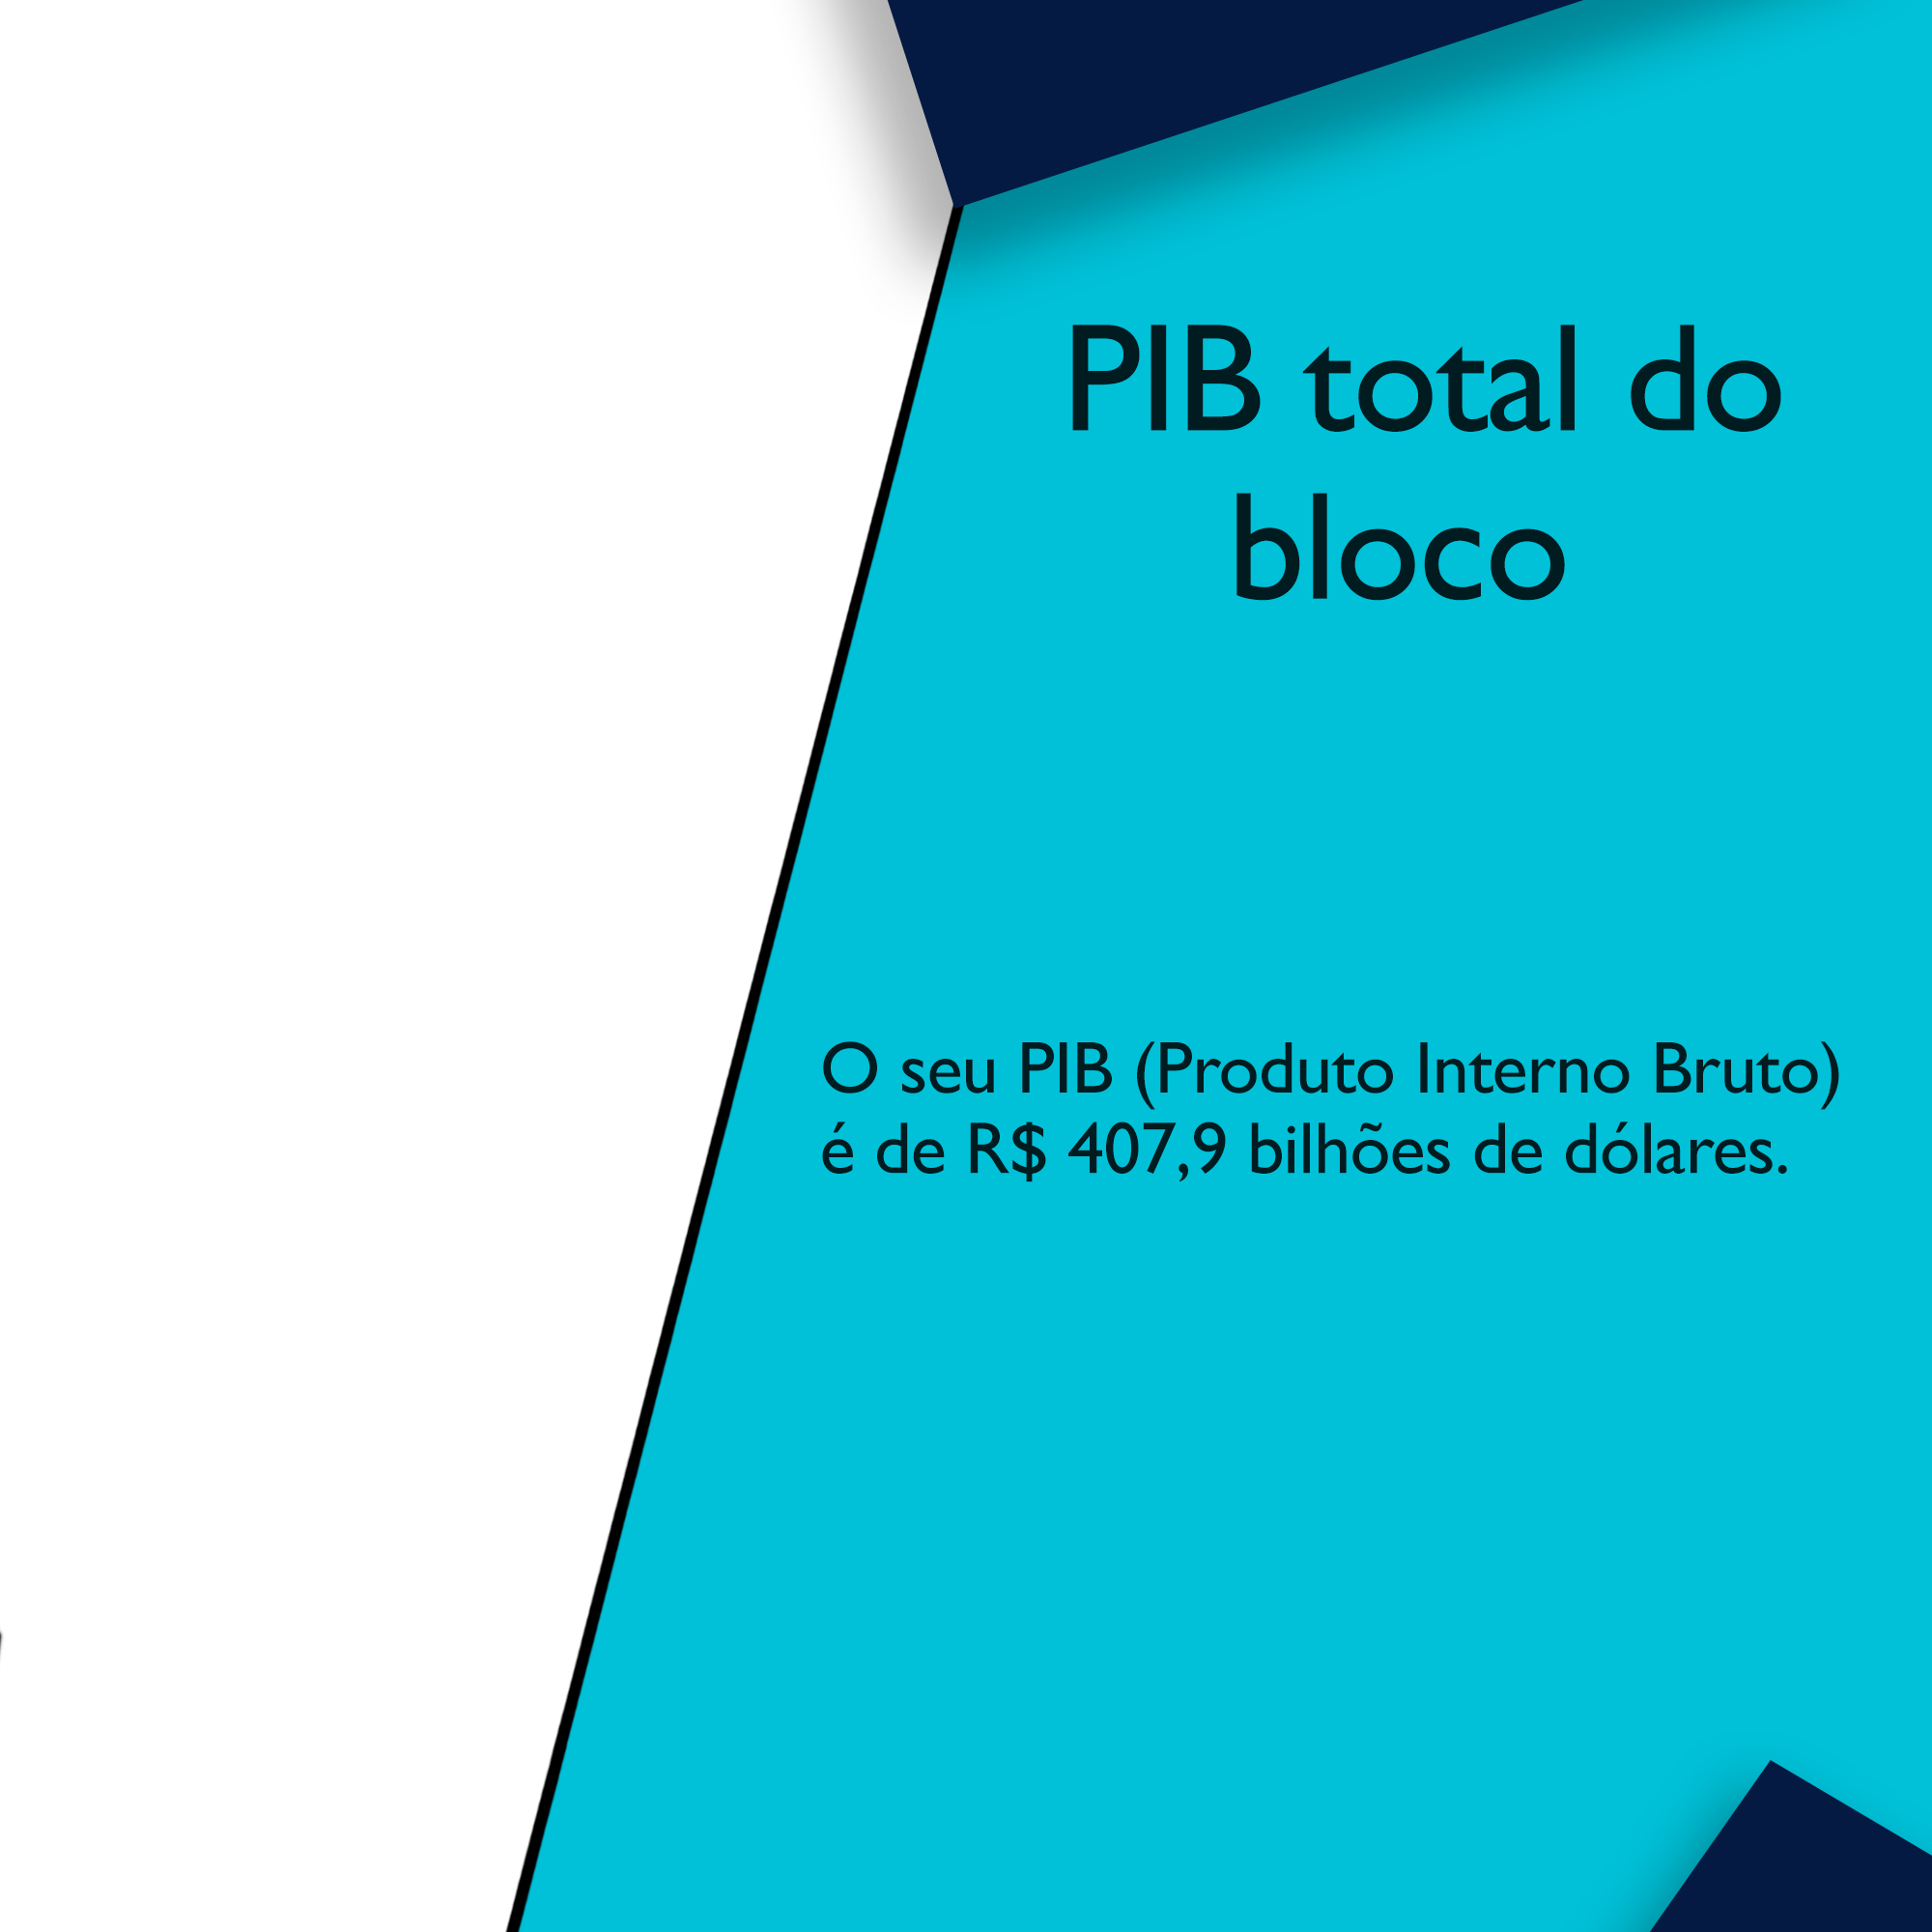 PIB total do
bloco
O seu PIB (Produto Interno Bruto)
é de R$ 407,9 bilhões de dólares.